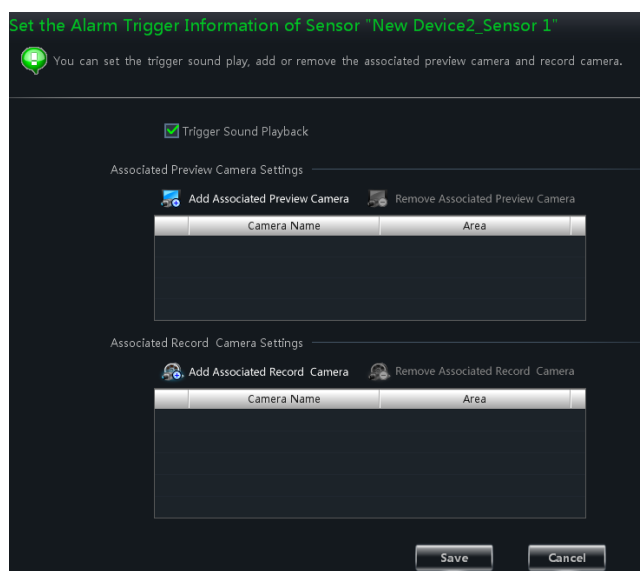 Set the Alarm Trigger Information of Sensor "New Device2_Sensor 1"
You can set the trigger sound play, add or remove the associated preview camera and record camera.
Trigger Sound Playback
Associated Preview Camera Settings
Add Associated Preview Camera Remove Associated Preview Camera
Camera Name Area
Associated Record Camera Settings
Add Associated Record Camera Remove Associated Record Camera
Camera Name Area
Save Cancel